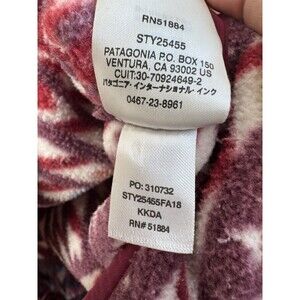 RN51884
STY25455
PATAGONIA P.O. BOX 150
VENTURA, CA 93002 US
CUIT:30-70924649-2
パタゴニア・インターナショナル・インク
0467-23-8961
PO: 310732
STY25455FA18
KKDA
RN# 51884